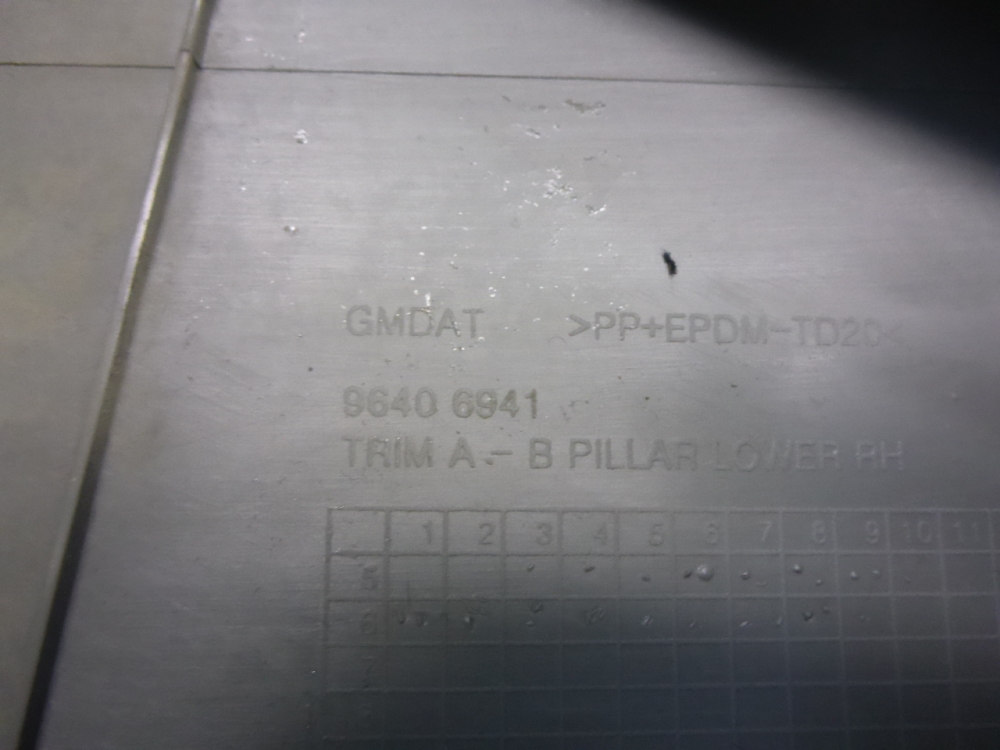 GMDAT >PP+EPDM-TD20<
9640 6941
TRIM A - B PILLAR LOWER RH
1 2 3 4 5 6 7 8 9 10 11
5
6
7